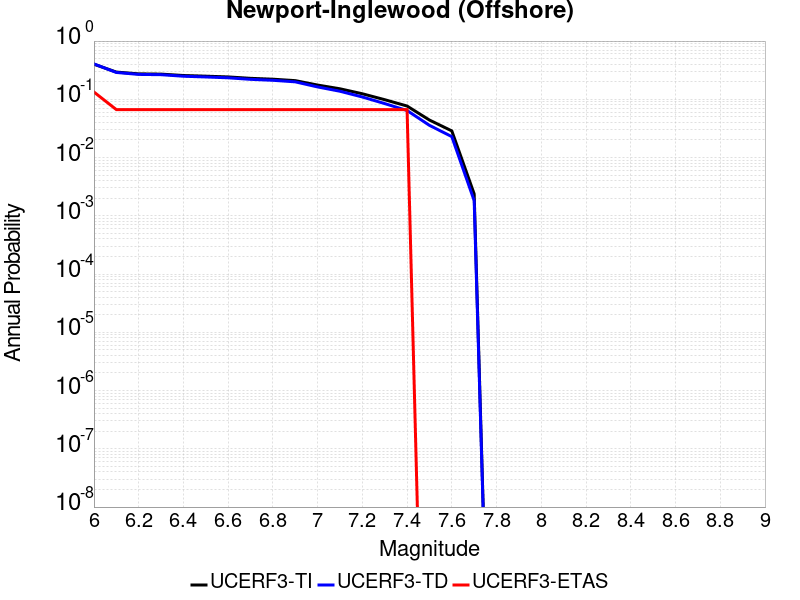 Newport-Inglewood (Offshore)
10^0
10^-1
10^-2
10^-3
10^-4
10^-5
10^-6
10^-7
10^-8
Annual Probability
6 6.2 6.4 6.6 6.8 7 7.2 7.4 7.6 7.8 8 8.2 8.4 8.6 8.8 9
Magnitude
UCERF3-TI UCERF3-TD UCERF3-ETAS